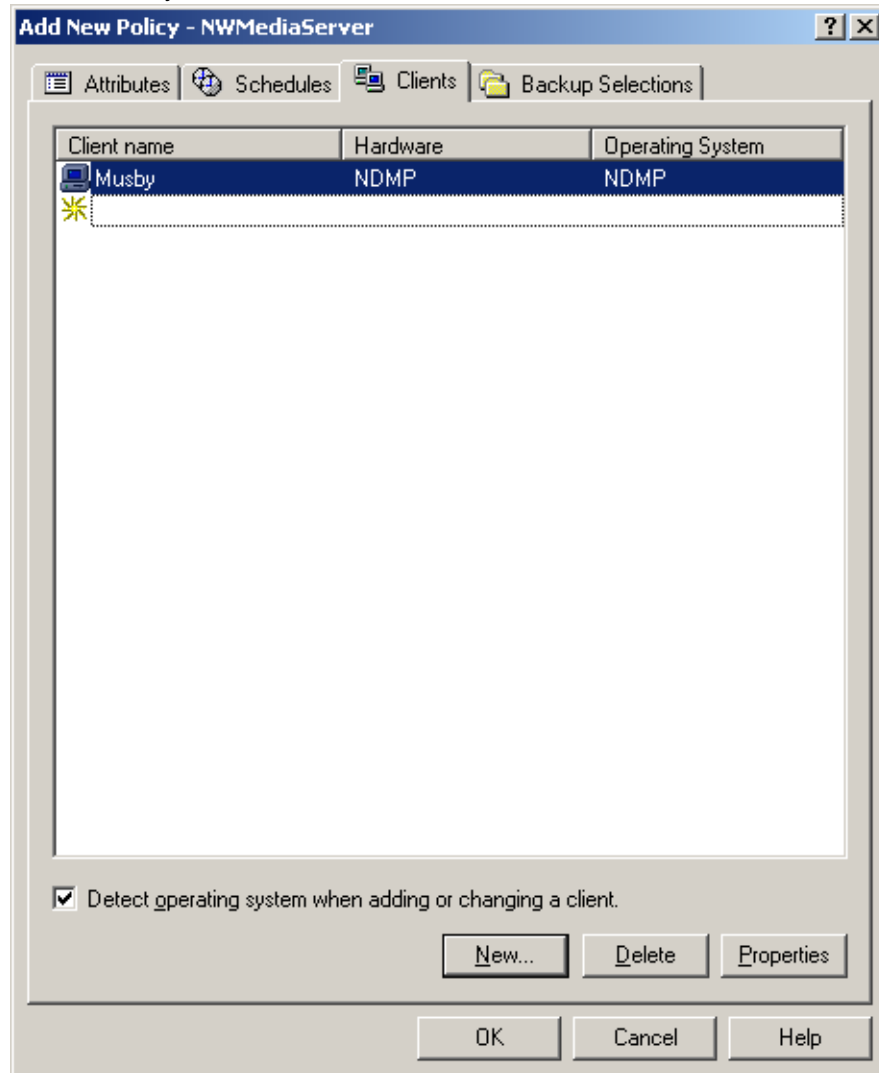 Add New Policy - NWMediaServer
Attributes Schedules Clients Backup Selections
Client name Hardware Operating System
Musby NDMP NDMP
Detect operating system when adding or changing a client.
New... Delete Properties
OK Cancel Help